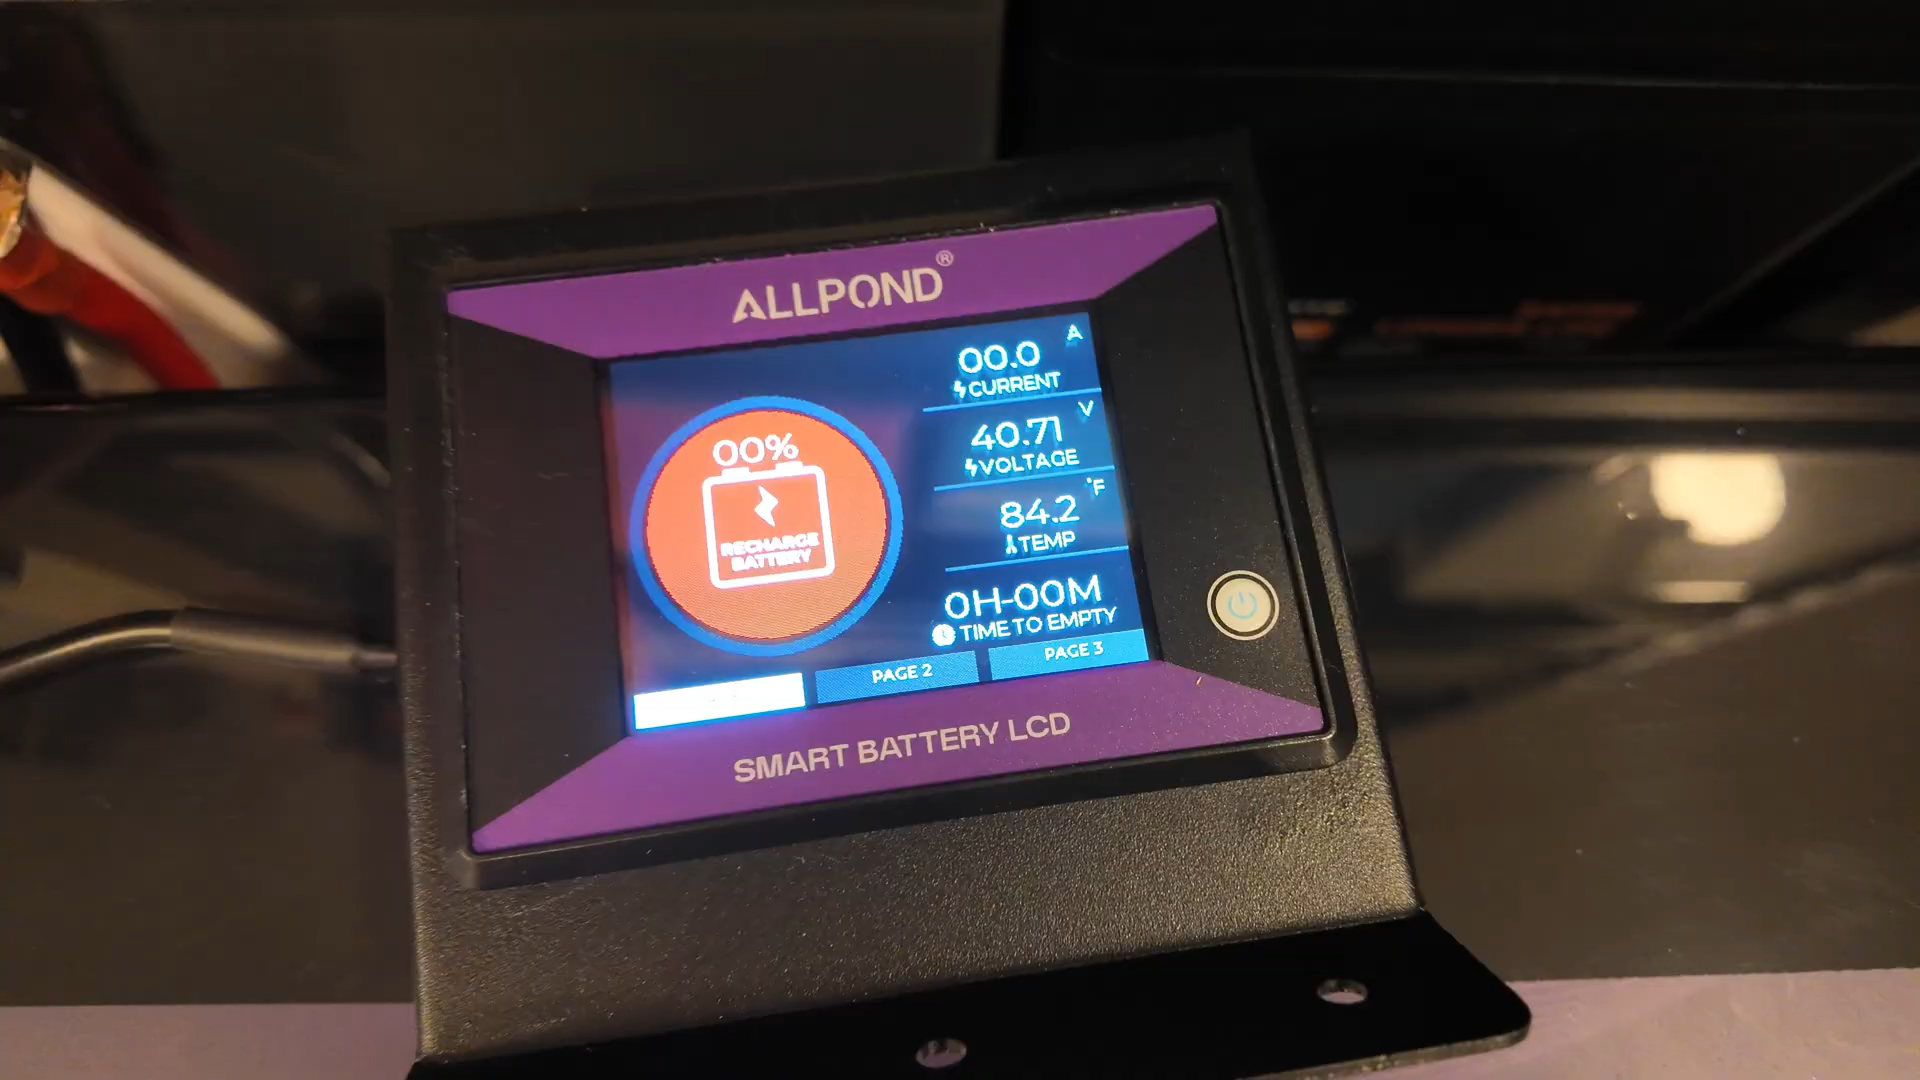 ALLPOND®
00.0 A
CURRENT
40.71 V
VOLTAGE
84.2 °F
TEMP
0H-00M
TIME TO EMPTY
00%
RECHARGE
BATTERY
PAGE 2
PAGE 3
SMART BATTERY LCD